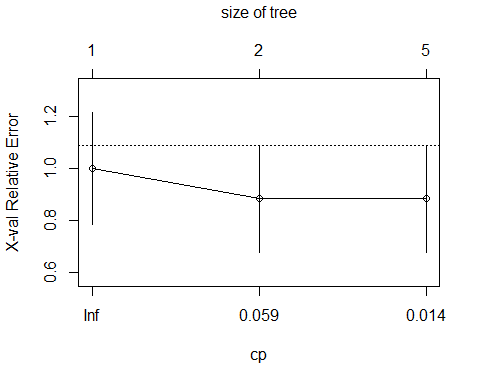 size of tree
1 2 5
X-val Relative Error
1.2
1.0
0.8
0.6
Inf 0.059 0.014
cp